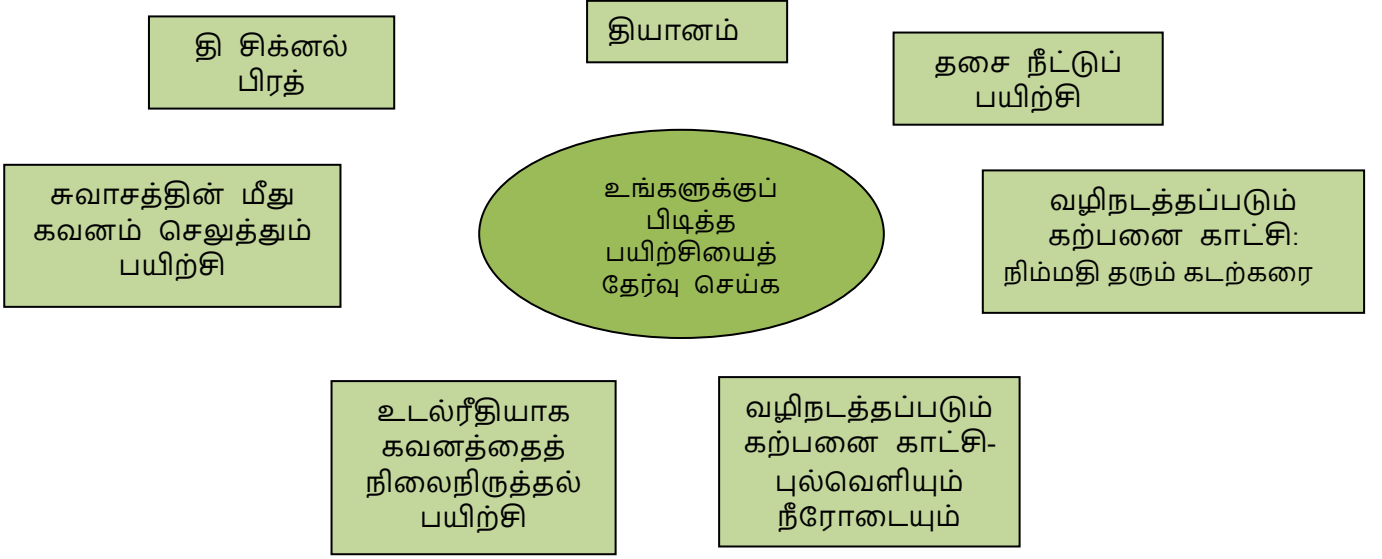 தி சிக்னல்
பிரத்
தியானம்
தசை நீட்டுப்
பயிற்சி
சுவாசத்தின் மீது
கவனம் செலுத்தும்
பயிற்சி
உங்களுக்குப்
பிடித்த
பயிற்சியைத்
தேர்வு செய்க
வழிநடத்தப்படும்
கற்பனை காட்சி:
நிம்மதி தரும் கடற்கரை
உடல்ரீதியாக
கவனத்தைத்
நிலைநிருத்தல்
பயிற்சி
வழிநடத்தப்படும்
கற்பனை காட்சி-
புல்வெளியும்
நீரோடையும்